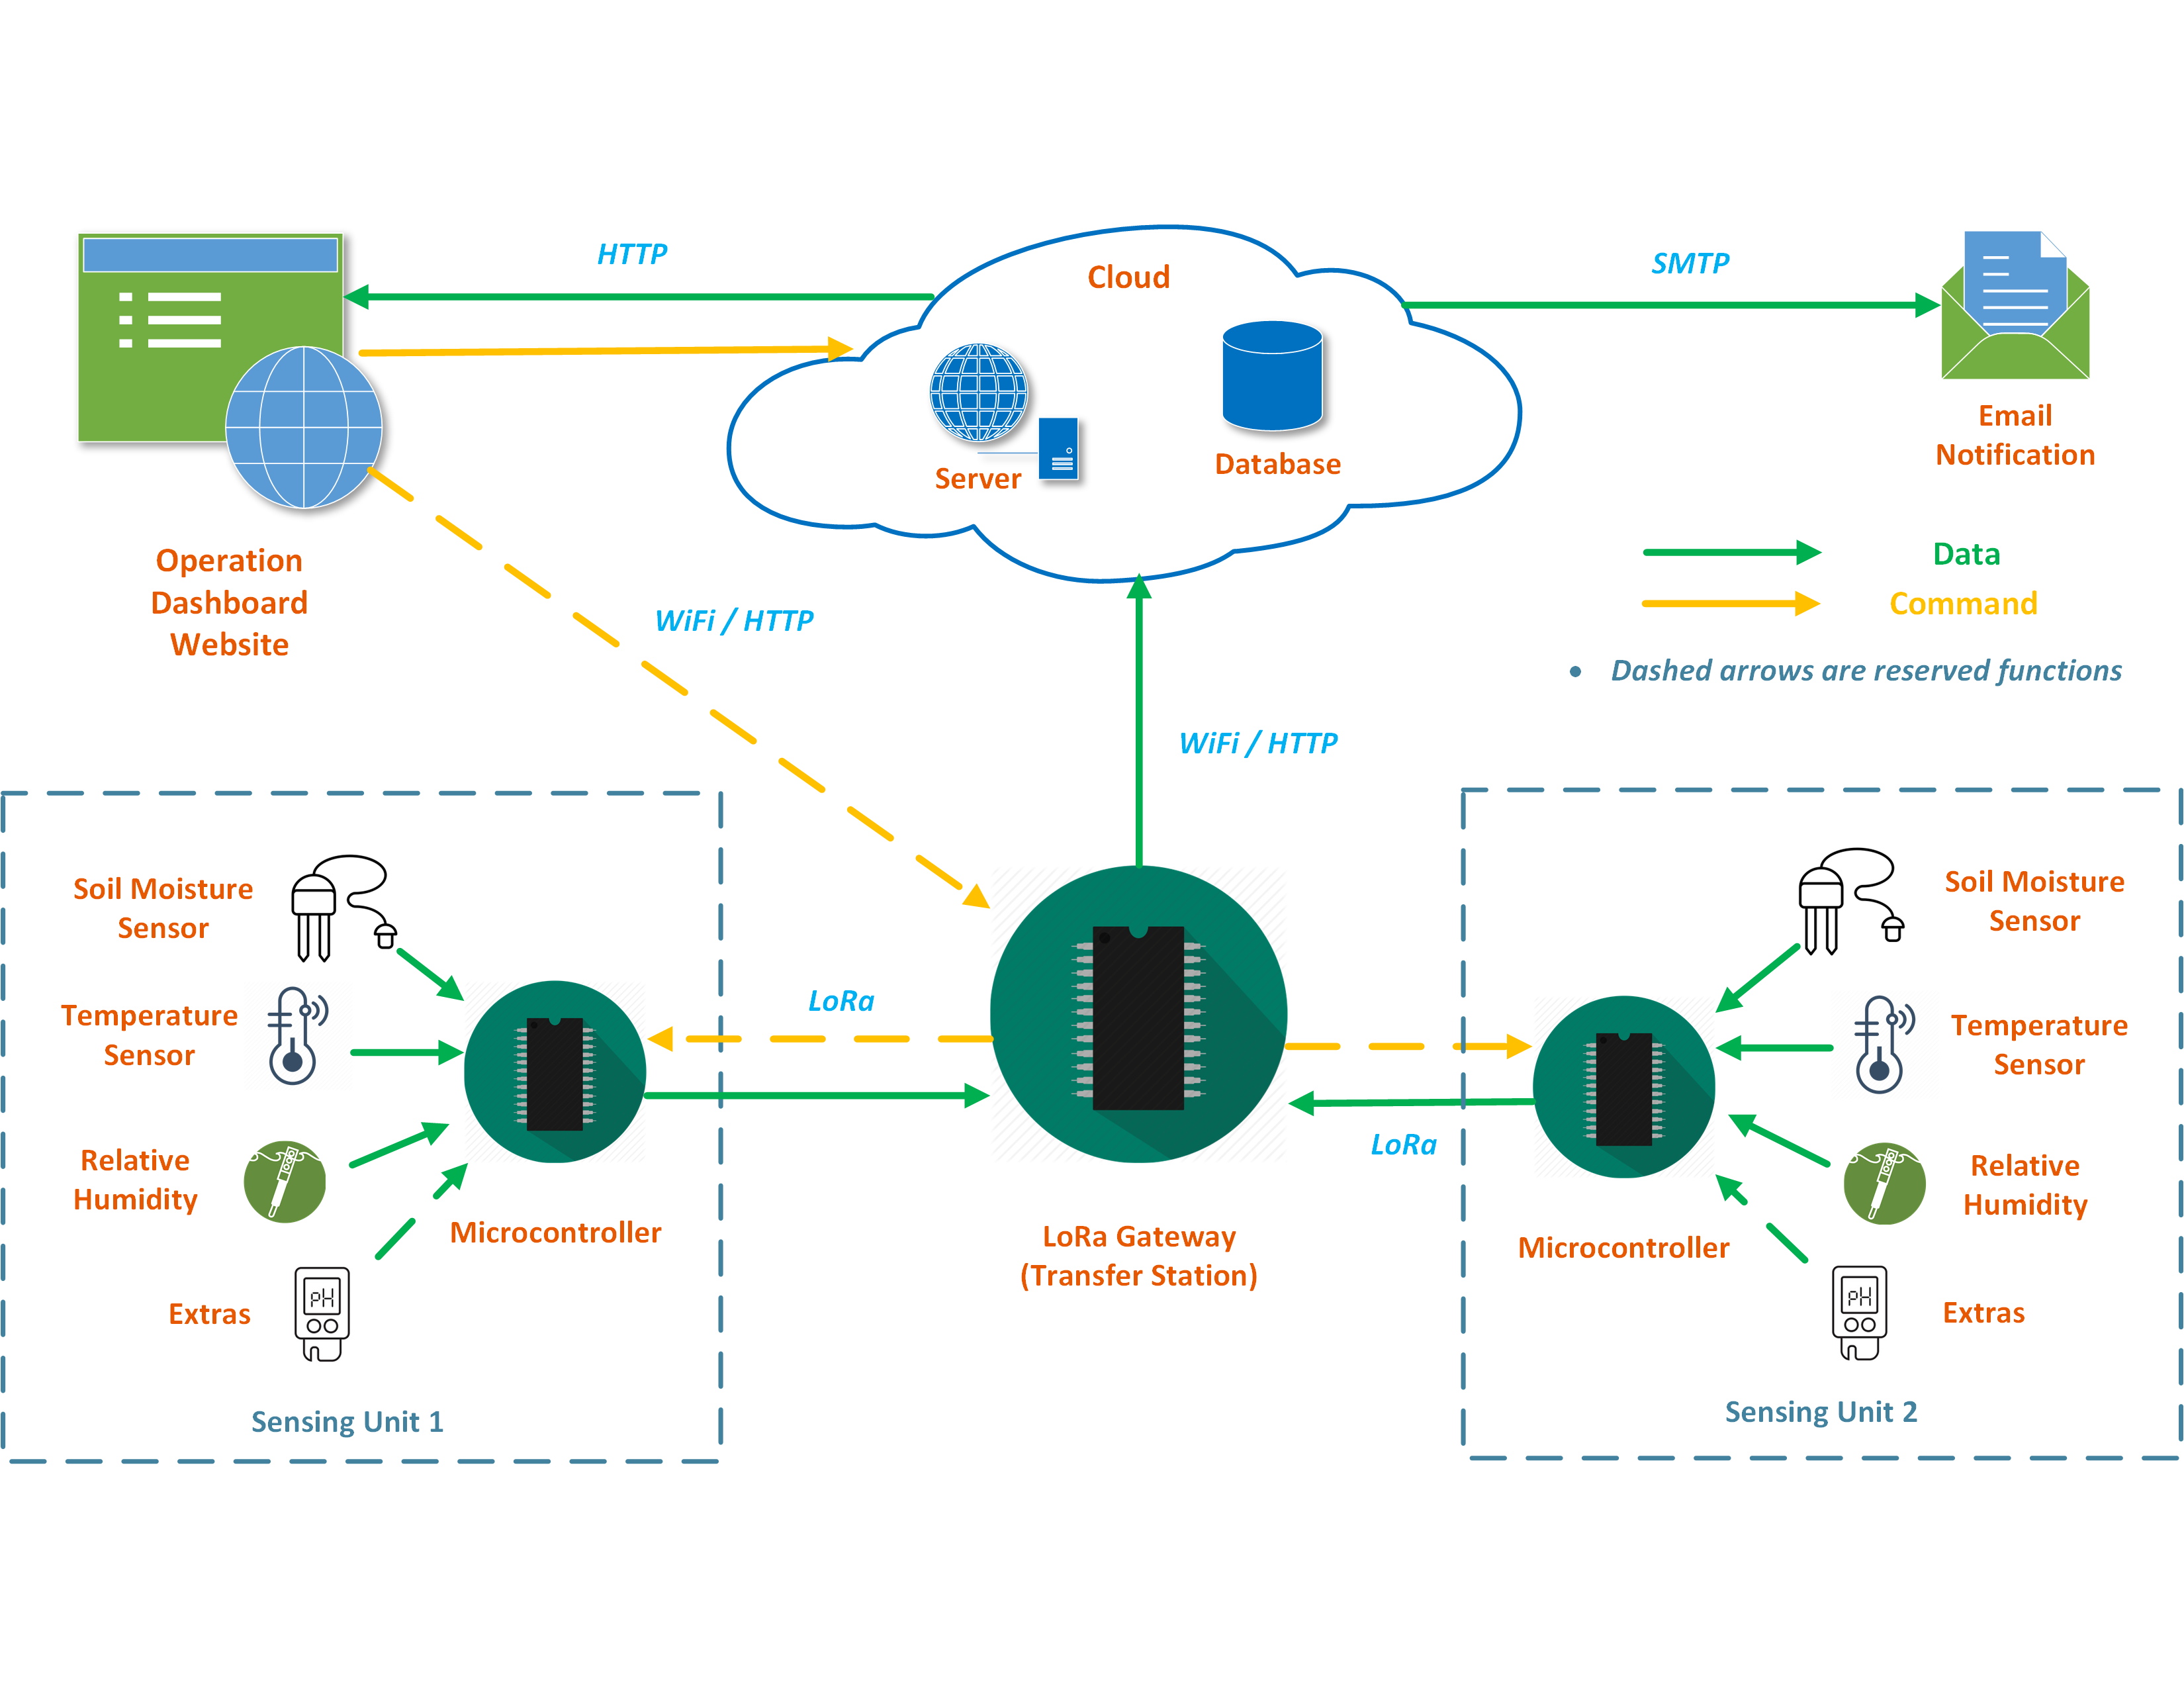 HTTP
Cloud
SMTP
Server
Database
Email
Notification
Operation
Dashboard
Website
Data
Command
WiFi / HTTP
• Dashed arrows are reserved functions
WiFi / HTTP
Soil Moisture
Sensor
Temperature
Sensor
Relative
Humidity
Extras
pH
Microcontroller
Sensing Unit 1
LoRa
LoRa Gateway
(Transfer Station)
LoRa
Soil Moisture
Sensor
Temperature
Sensor
Relative
Humidity
Microcontroller
pH
Extras
Sensing Unit 2